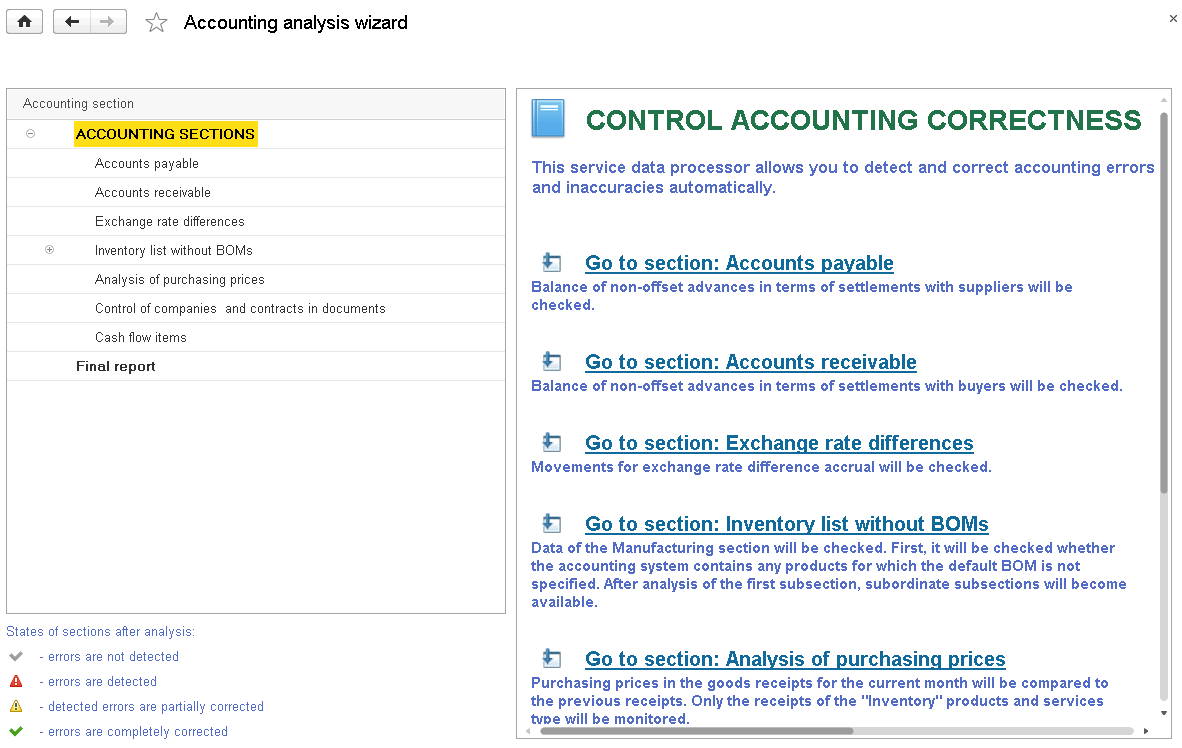 Accounting analysis wizard
Accounting section
ACCOUNTING SECTIONS
Accounts payable
Accounts receivable
Exchange rate differences
Inventory list without BOMs
Analysis of purchasing prices
Control of companies  and contracts in documents
Cash flow items
Final report
States of sections after analysis:
- errors are not detected
- errors are detected
- detected errors are partially corrected
- errors are completely corrected
CONTROL ACCOUNTING CORRECTNESS
This service data processor allows you to detect and correct accounting errors
and inaccuracies automatically.
Go to section: Accounts payable
Balance of non-offset advances in terms of settlements with suppliers will be
checked.
Go to section: Accounts receivable
Balance of non-offset advances in terms of settlements with buyers will be checked.
Go to section: Exchange rate differences
Movements for exchange rate difference accrual will be checked.
Go to section: Inventory list without BOMs
Data of the Manufacturing section will be checked. First, it will be checked whether
the accounting system contains any products for which the default BOM is not
specified. After analysis of the first subsection, subordinate subsections will become
available.
Go to section: Analysis of purchasing prices
Purchasing prices in the goods receipts for the current month will be compared to
the previous receipts. Only the receipts of the "Inventory" products and services
type will be monitored.